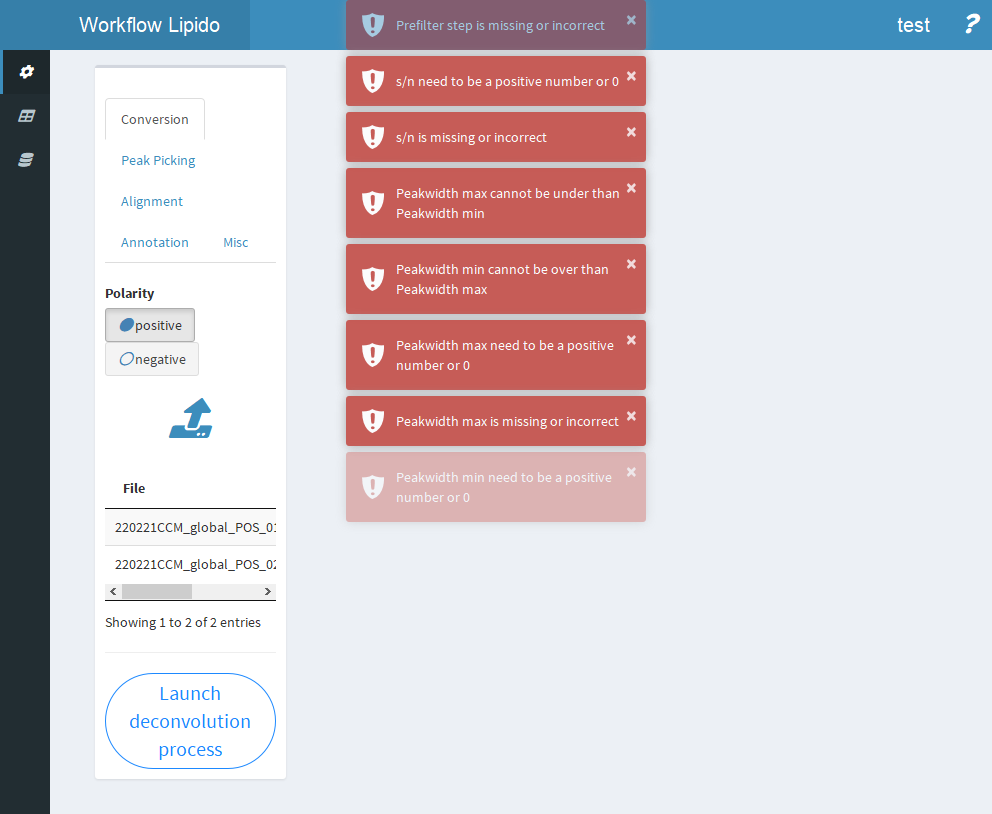 Workflow Lipido
test
?
Conversion
Peak Picking
Alignment
Annotation
Misc
Polarity
positive
negative
File
220221CCM_global_POS_01
220221CCM_global_POS_02
Showing 1 to 2 of 2 entries
Launch
deconvolution
process
Prefilter step is missing or incorrect
×
s/n need to be a positive number or 0
×
s/n is missing or incorrect
×
Peakwidth max cannot be under than
Peakwidth min
×
Peakwidth min cannot be over than
Peakwidth max
×
Peakwidth max need to be a positive
number or 0
×
Peakwidth max is missing or incorrect
×
Peakwidth min need to be a positive
number or 0
×